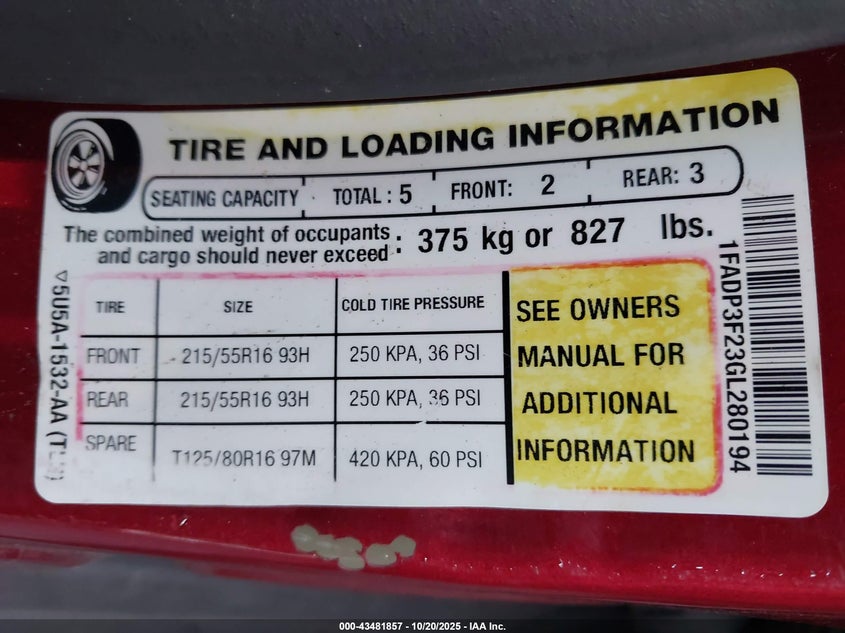 TIRE AND LOADING INFORMATION
SEATING CAPACITY TOTAL : 5 FRONT: 2 REAR: 3
The combined weight of occupants
and cargo should never exceed : 375 kg or 827 lbs.
TIRE SIZE COLD TIRE PRESSURE
FRONT 215/55R16 93H 250 KPA, 36 PSI
REAR 215/55R16 93H 250 KPA, 36 PSI
SPARE T125/80R16 97M 420 KPA, 60 PSI
SEE OWNERS
MANUAL FOR
ADDITIONAL
INFORMATION
5U5A-1532-AA
1FADP3F23GL280194
000-43481857 - 10/20/2025 - IAA Inc.